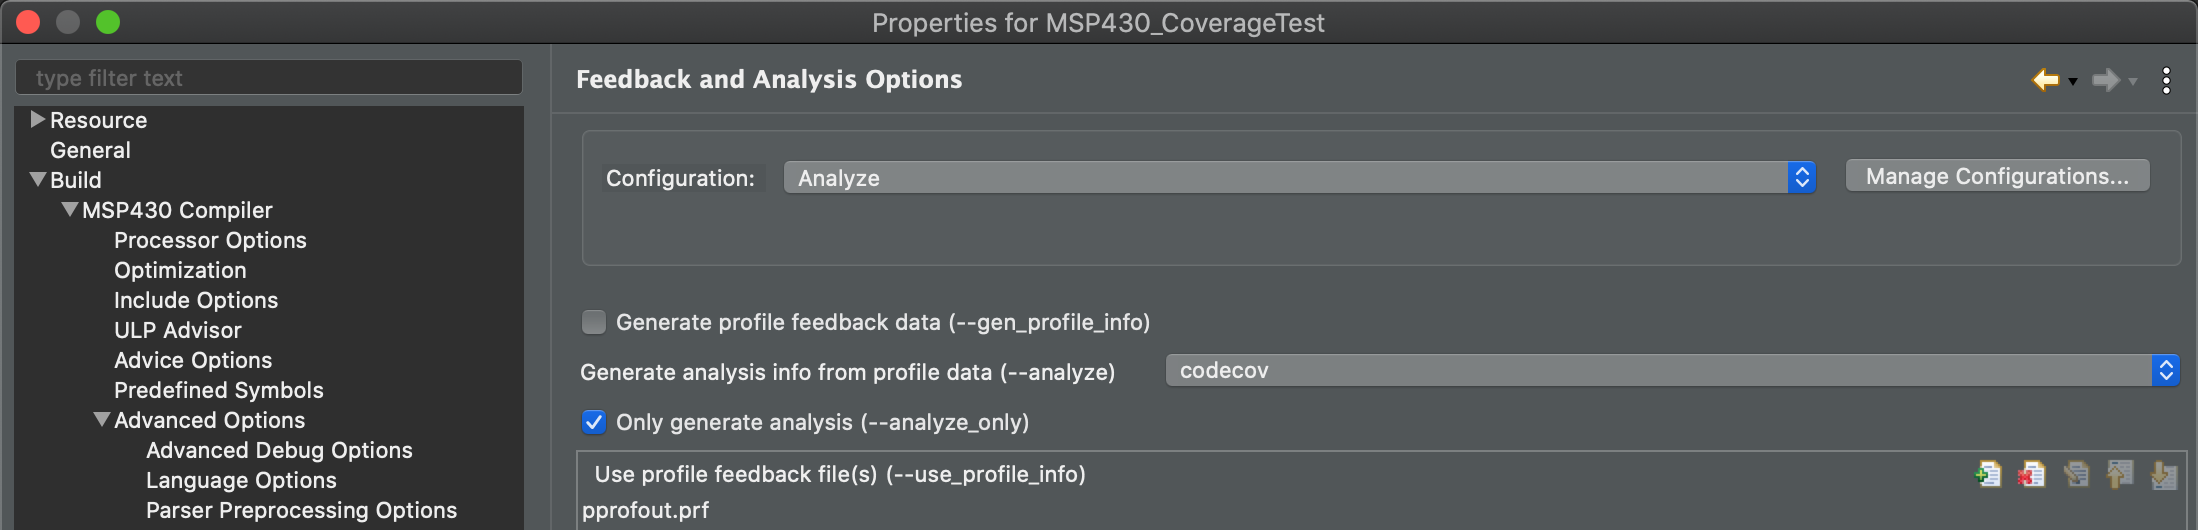 Properties for MSP430_CoverageTest
type filter text
Resource
General
Build
MSP430 Compiler
Processor Options
Optimization
Include Options
ULP Advisor
Advice Options
Predefined Symbols
Advanced Options
Advanced Debug Options
Language Options
Parser Preprocessing Options
Feedback and Analysis Options
Configuration: Analyze Manage Configurations...
Generate profile feedback data (--gen_profile_info)
Generate analysis info from profile data (--analyze) codecov
Only generate analysis (--analyze_only)
Use profile feedback file(s) (--use_profile_info)
pprofout.prf